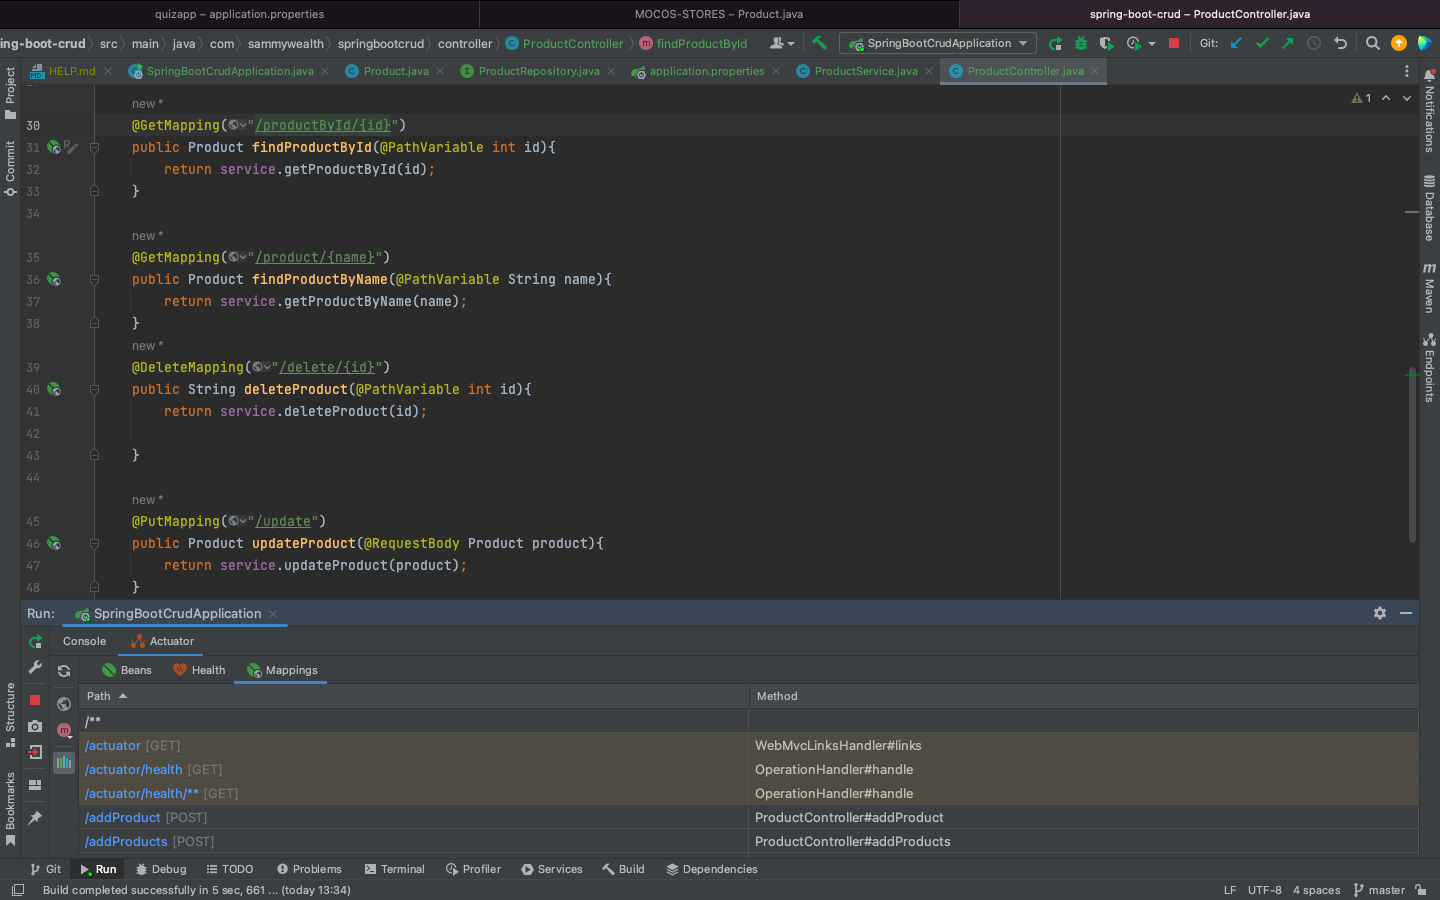 quizapp – application.properties
MOCOS-STORES – Product.java
spring-boot-crud – ProductController.java
ing-boot-crud
src
main
java
com
sammywealth
springbootcrud
controller
ProductController
findProductById
SpringBootCrudApplication
Git:
HELP.md
SpringBootCrudApplication.java
Product.java
ProductRepository.java
application.properties
ProductService.java
ProductController.java
Project
Commit
Structure
Bookmarks
Notifications
Database
Maven
Endpoints
1
new *
30 @GetMapping("/productById/{id}")
31 public Product findProductById(@PathVariable int id){
32 return service.getProductById(id);
33 }
34
new *
35 @GetMapping("/product/{name}")
36 public Product findProductByName(@PathVariable String name){
37 return service.getProductByName(name);
38 }
new *
39 @DeleteMapping("/delete/{id}")
40 public String deleteProduct(@PathVariable int id){
41 return service.deleteProduct(id);
42
43 }
44
new *
45 @PutMapping("/update")
46 public Product updateProduct(@RequestBody Product product){
47 return service.updateProduct(product);
48 }
Run: SpringBootCrudApplication
Console Actuator
Beans Health Mappings
Path Method
/**
/actuator [GET] WebMvcLinksHandler#links
/actuator/health [GET] OperationHandler#handle
/actuator/health/** [GET] OperationHandler#handle
/addProduct [POST] ProductController#addProduct
/addProducts [POST] ProductController#addProducts
Git Run Debug TODO Problems Terminal Profiler Services Build Dependencies
Build completed successfully in 5 sec, 661 ... (today 13:34)
LF UTF-8 4 spaces master